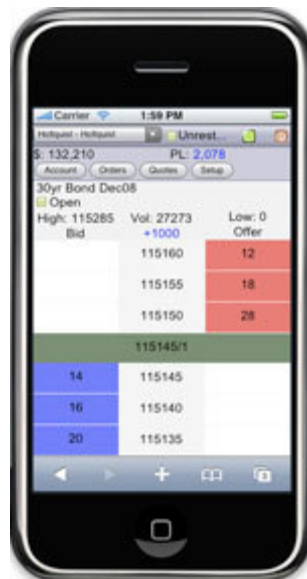 Carrier 1:59 PM
Holtquist - Holtquist Unrest...
$: 132,210 PL: 2,078
Account Orders Quotes Setup
30yr Bond Dec08
Open
High: 115285 Vol: 27273 Low: 0
Bid +1000 Offer
115160 12
115155 18
115150 28
115145/1
14 115145
16 115140
20 115135